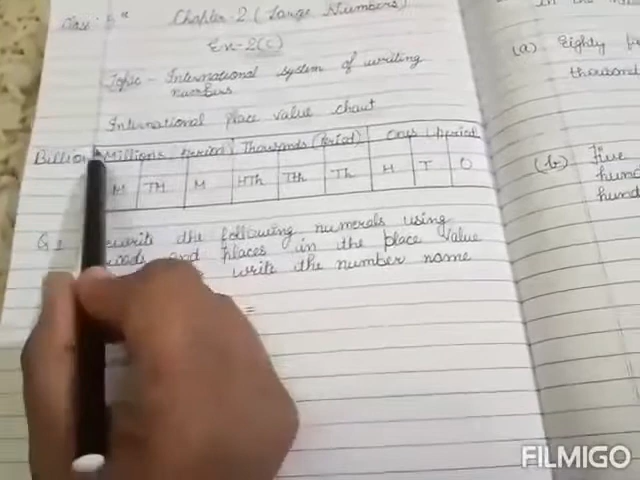 Class: 5th Chapter-2 (Large Numbers)
Ex-2(c)
Topic - International system of writing
numbers
International place value chart
Billion Millions (period) Thousands (period) Ones (period)
M TM M HTh TTh Th H T O
Q1 write the following numerals using
and places in the place value
write the number name
=
(a) Eighty
thousand
(b) Five
hund
hund
FILMIGO